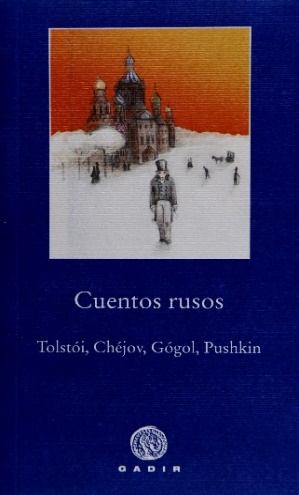 Cuentos rusos
Tolstói, Chéjov, Gógol, Pushkin
GADIR